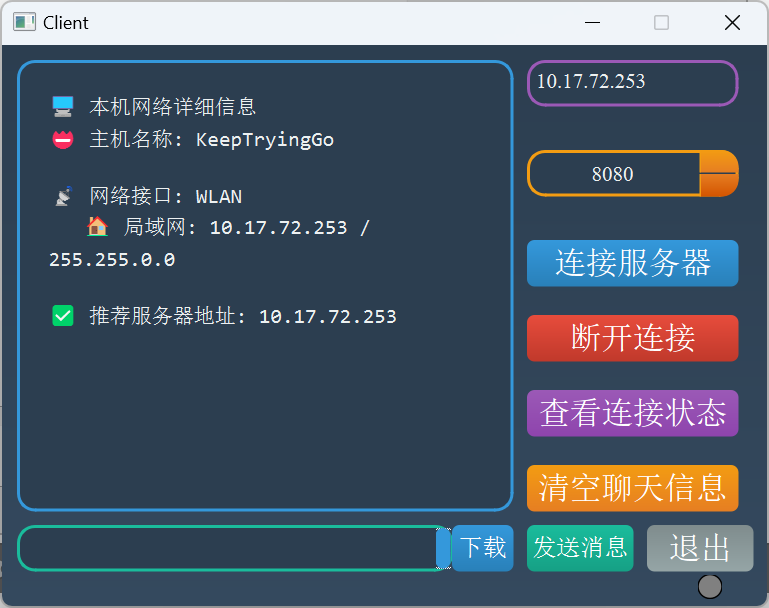 Client
本机网络详细信息
主机名称: KeepTryingGo
网络接口: WLAN
局域网: 10.17.72.253 /
255.255.0.0
推荐服务器地址: 10.17.72.253
10.17.72.253
8080
连接服务器
断开连接
查看连接状态
清空聊天信息
下载
发送消息
退出